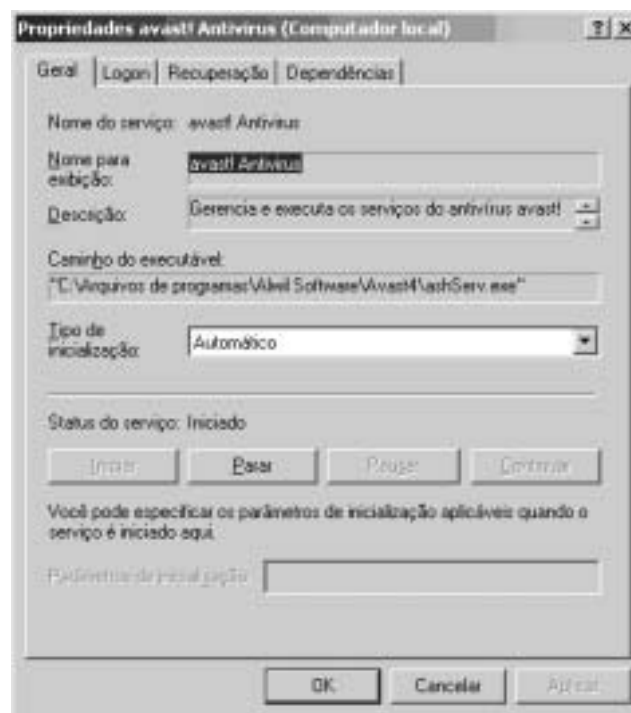 Propriedades avast! Antivirus (Computador local)
Geral
Logon
Recuperação
Dependências
Nome do serviço: avast! Antivirus
Nome para exibição:
avast! Antivirus
Descrição:
Gerencia e executa os serviços do antivírus avast!
Caminho do executável:
"C:\Arquivos de programas\Alwil Software\Avast4\ashServ.exe"
Tipo de inicialização:
Automático
Status do serviço: Iniciado
Iniciar
Parar
Pausar
Continuar
Você pode especificar os parâmetros de inicialização aplicáveis quando o
serviço é iniciado aqui.
Parâmetros de inicialização:
OK
Cancelar
Aplicar